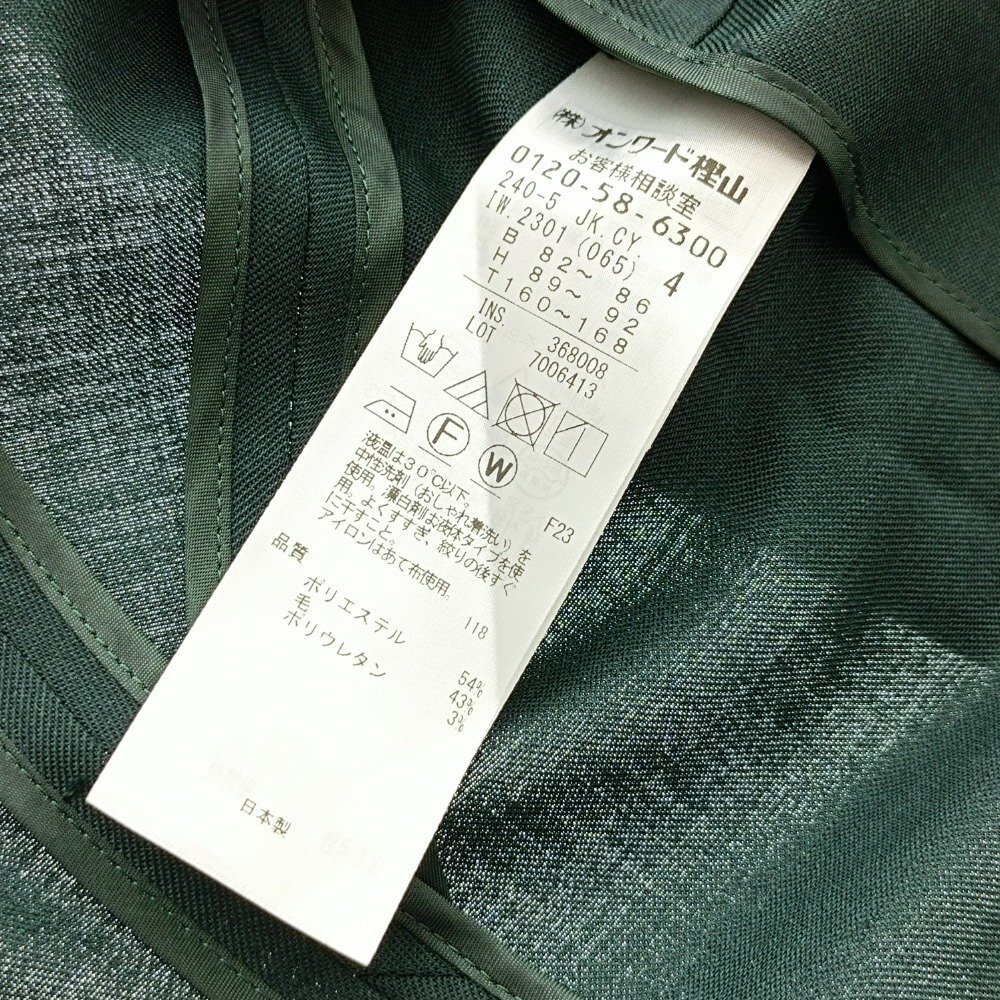 (株)オンワード樫山
お客様相談室
0120-58-6300
240-5 JK.CY.
IW.2301 (065) 4
B 82~ 86
H 89~ 92
T160~168
INS 368008
LOT 7006413
F
W
F23
液温は30℃以下。
中性洗剤(おしゃれ着洗い)を
使用。漂白剤は液体タイプを使
用。よくすすぎ、絞りの後すぐ
に干すこと。
アイロンはあて布使用。
118
品質
ポリエステル 54%
毛 43%
ポリウレタン 3%
日本製